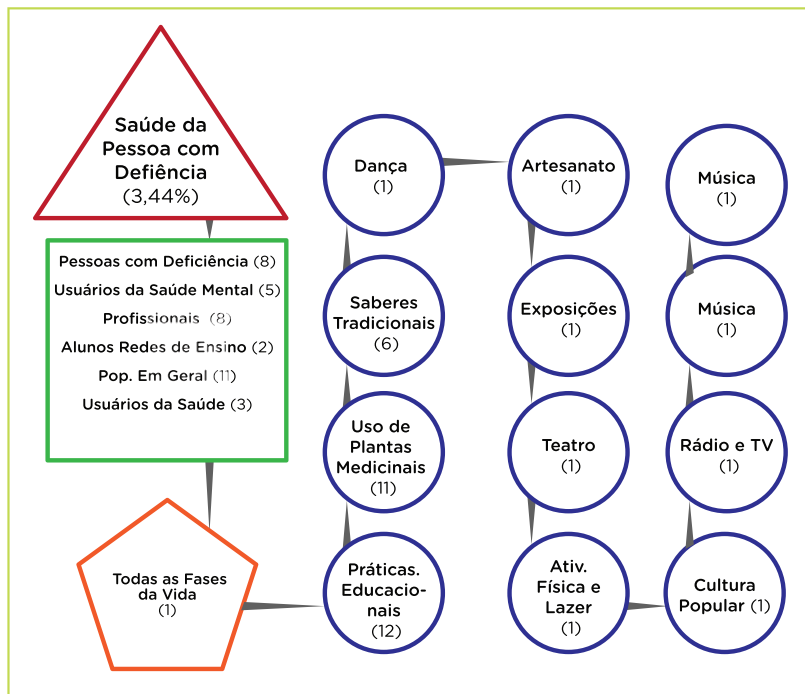 Saúde da
Pessoa com
Defiência
(3,44%)
Pessoas com Deficiência (8)
Usuários da Saúde Mental (5)
Profissionais (8)
Alunos Redes de Ensino (2)
Pop. Em Geral (11)
Usuários da Saúde (3)
Todas as Fases
da Vida
(1)
Práticas.
Educacio-
nais
(12)
Uso de
Plantas
Medicinais
(11)
Saberes
Tradicionais
(6)
Dança
(1)
Artesanato
(1)
Exposições
(1)
Teatro
(1)
Ativ.
Física e
Lazer
(1)
Cultura
Popular (1)
Rádio e TV
(1)
Música
(1)
Música
(1)